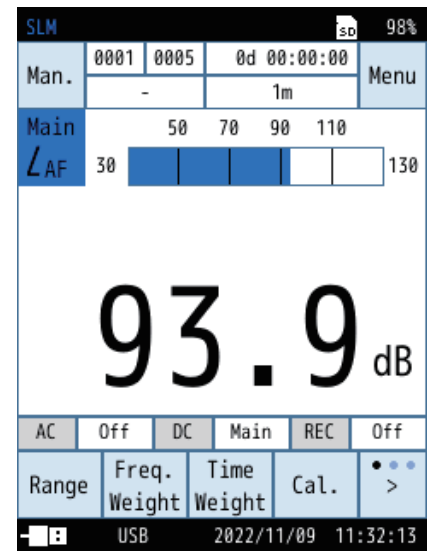 SLM SD 98%
Man. 0001 0005 0d 00:00:00 Menu
- 1m
Main 50 70 90 110
LAF 30 130
93.9 dB
AC Off DC Main REC Off
Range Freq. Weight Time Weight Cal. >
USB 2022/11/09 11:32:13